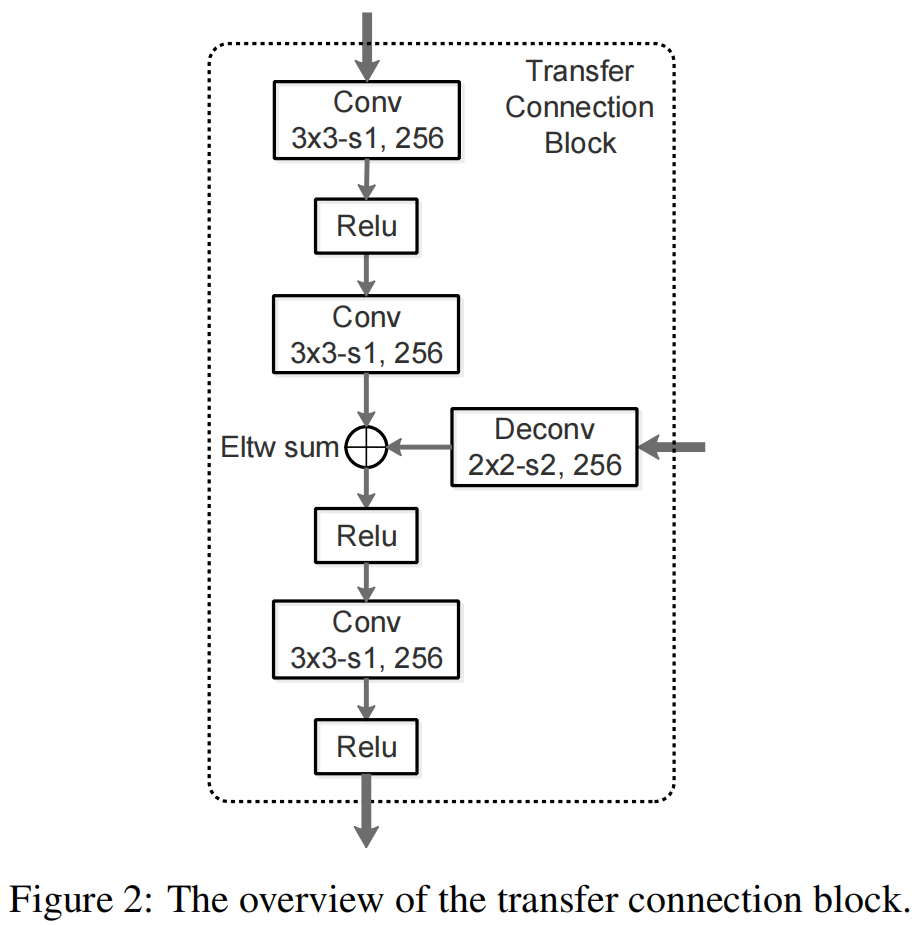 Transfer
Connection
Block
Conv
3x3-s1, 256
Relu
Conv
3x3-s1, 256
Eltw sum
Deconv
2x2-s2, 256
Relu
Conv
3x3-s1, 256
Relu
Figure 2: The overview of the transfer connection block.